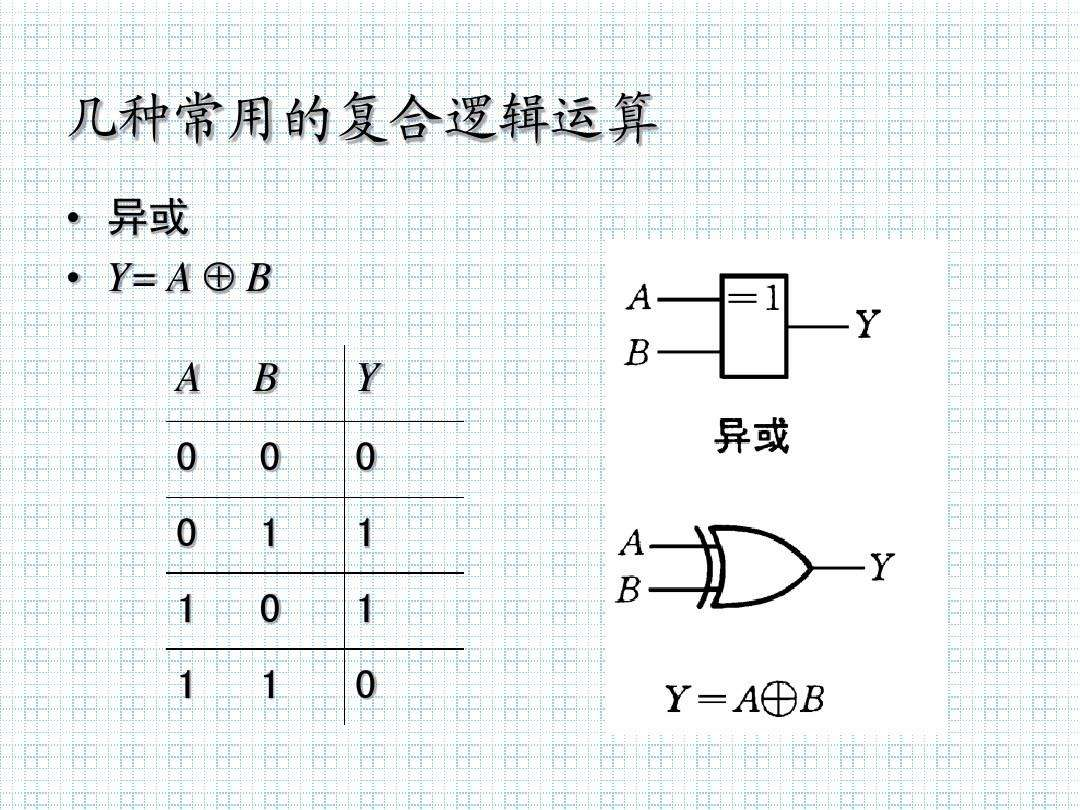 几种常用的复合逻辑运算
• 异或
• Y= A ⊕ B
A B Y
0 0 0
0 1 1
1 0 1
1 1 0
A =1
Y
B
异或
A
Y
B
Y=A⊕B